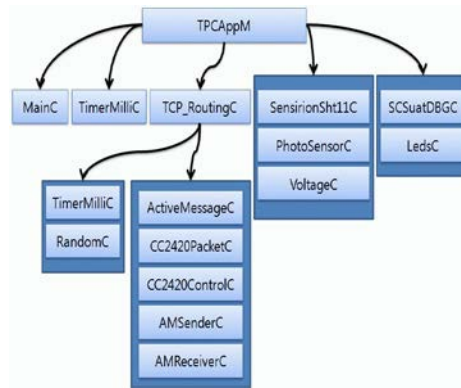 TPCAppM
MainC
TimerMilliC
TCP_RoutingC
SensirionSht11C
PhotoSensorC
VoltageC
SCSuatDBGC
LedsC
TimerMilliC
RandomC
ActiveMessageC
CC2420PacketC
CC2420ControlC
AMSenderC
AMReceiverC